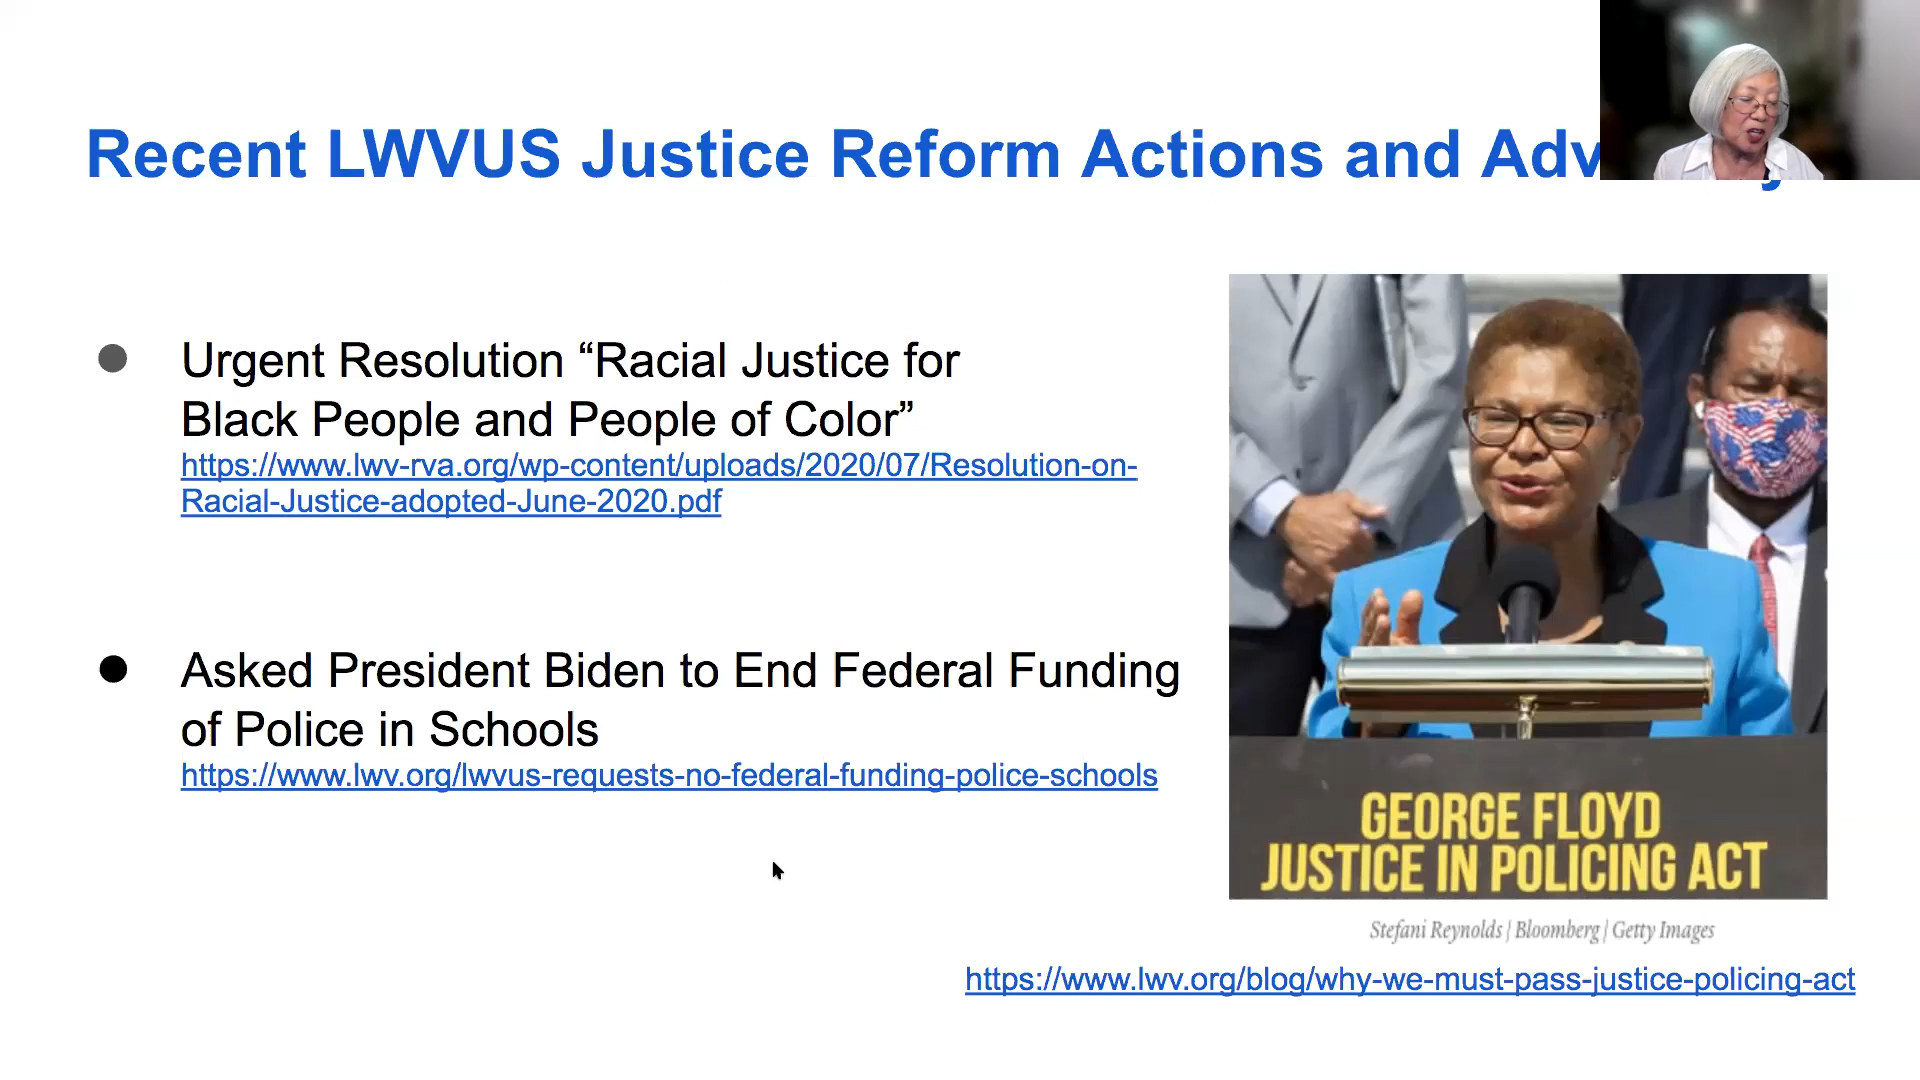 Recent LWVUS Justice Reform Actions and Adv
Urgent Resolution “Racial Justice for
Black People and People of Color”
https://www.lwv-rva.org/wp-content/uploads/2020/07/Resolution-on-
Racial-Justice-adopted-June-2020.pdf
Asked President Biden to End Federal Funding
of Police in Schools
https://www.lwv.org/lwvus-requests-no-federal-funding-police-schools
GEORGE FLOYD
JUSTICE IN POLICING ACT
Stefani Reynolds | Bloomberg | Getty Images
https://www.lwv.org/blog/why-we-must-pass-justice-policing-act